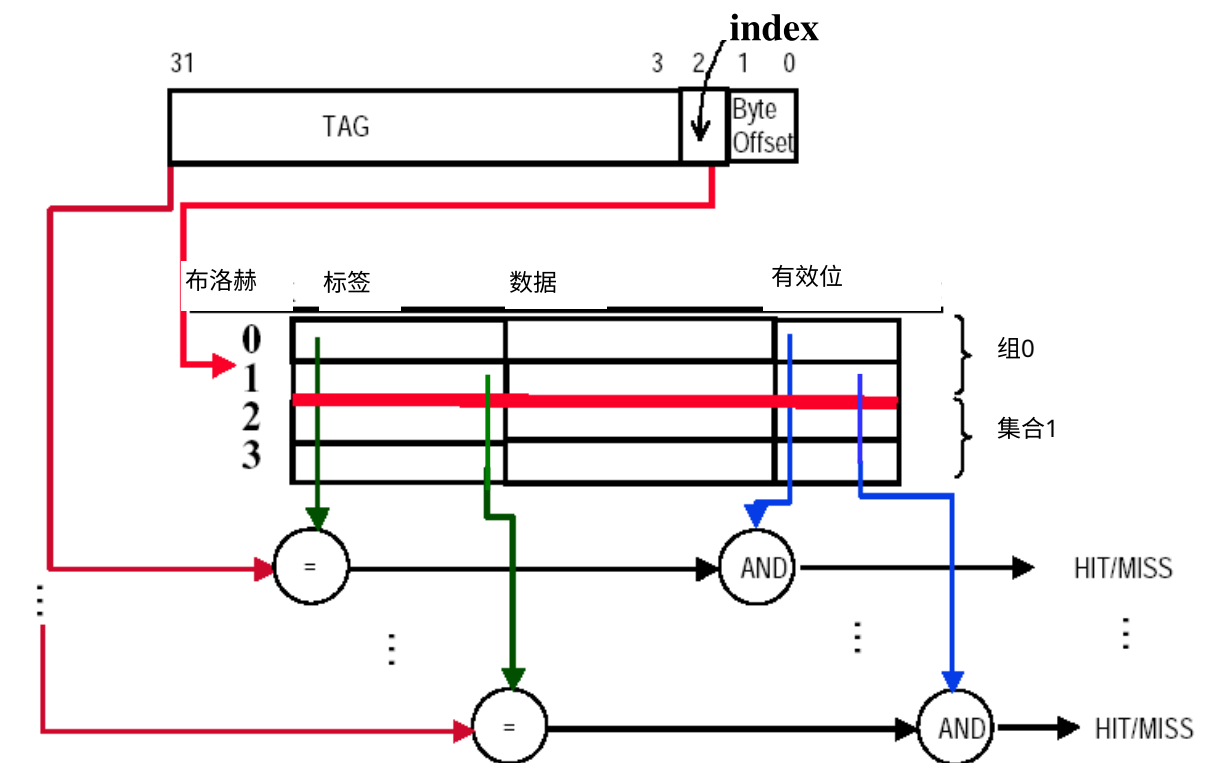 index
31 3 2 1 0
TAG
Byte
Offset
布洛赫 标签 数据 有效位
0
1
2
3
组0
集合1
= AND HIT/MISS
= AND HIT/MISS